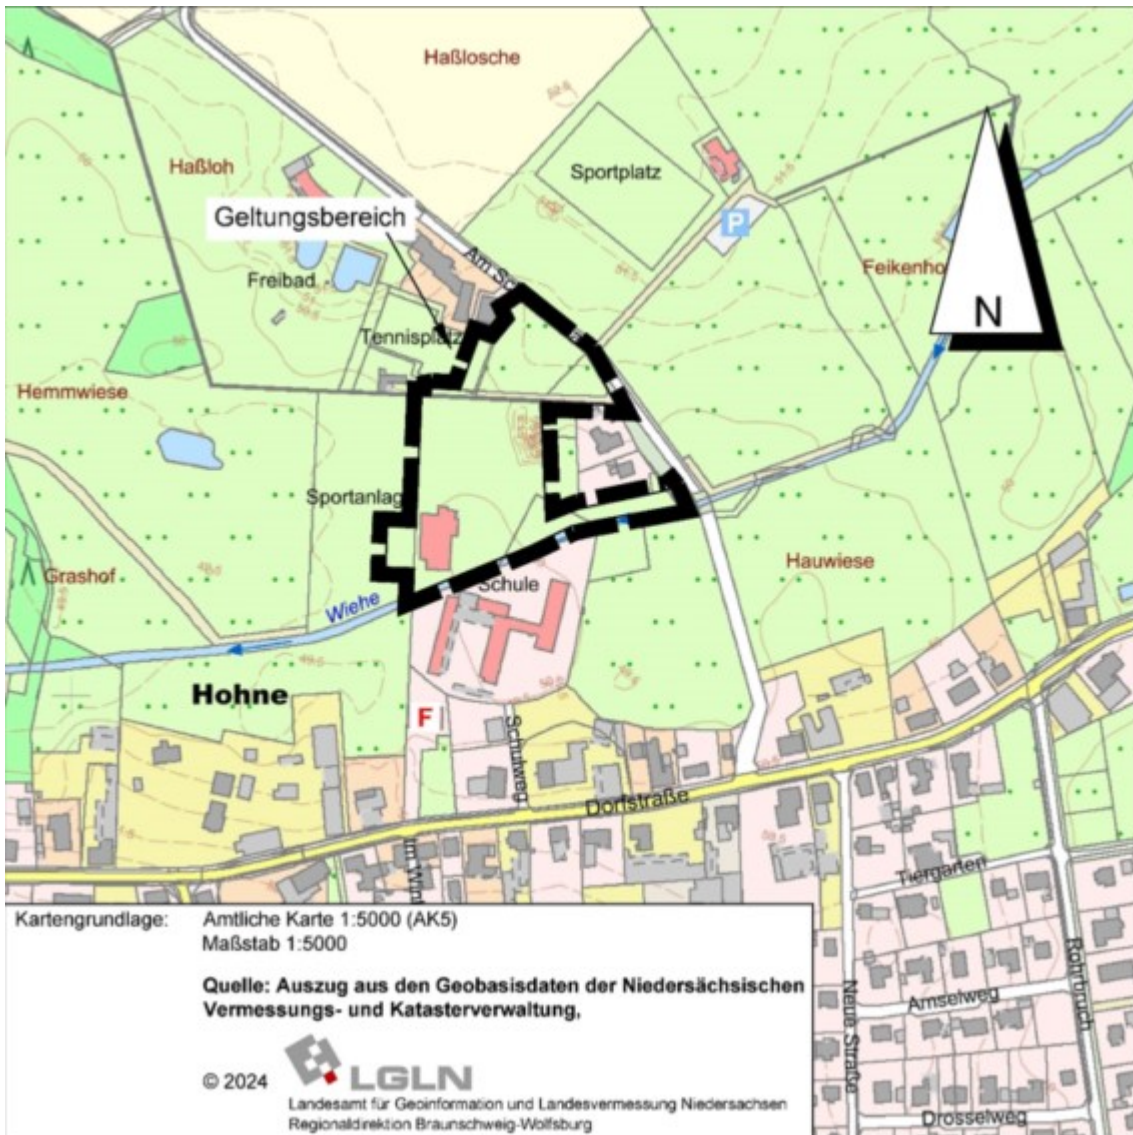 Haßlosche
Haßloh
Sportplatz
Geltungsbereich
P
Am Sc
Feikenho
Freibad
N
Tennisplatz
Hemmwiese
Sportanlag
Hauwiese
Grashof
Schule
Wiehe
Hohne
F
Schulweg
Dorfstraße
Tiergarten
Rohrbruch
Neue Straße
Amselweg
Drosselweg
Kartengrundlage: Amtliche Karte 1:5000 (AK5)
Maßstab 1:5000
Quelle: Auszug aus den Geobasisdaten der Niedersächsischen
Vermessungs- und Katasterverwaltung,
© 2024 LGLN
Landesamt für Geoinformation und Landesvermessung Niedersachsen
Regionaldirektion Braunschweig-Wolfsburg